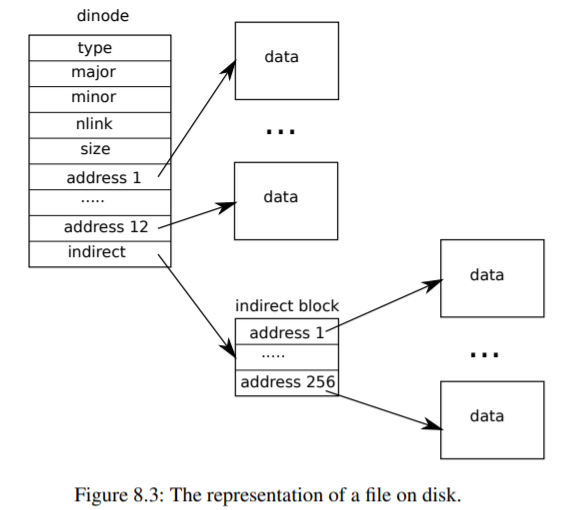 dinode
type
major
minor
nlink
size
address 1
.....
address 12
indirect
data
...
data
indirect block
address 1
.....
address 256
data
...
data
Figure 8.3: The representation of a file on disk.